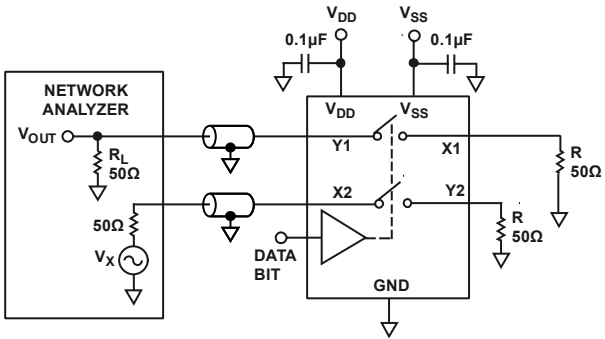 VDD
VSS
0.1µF
0.1µF
NETWORK
ANALYZER
VDD
VSS
VOUT
Y1
X1
RL
50Ω
R
50Ω
50Ω
X2
Y2
R
50Ω
VX
DATA
BIT
GND